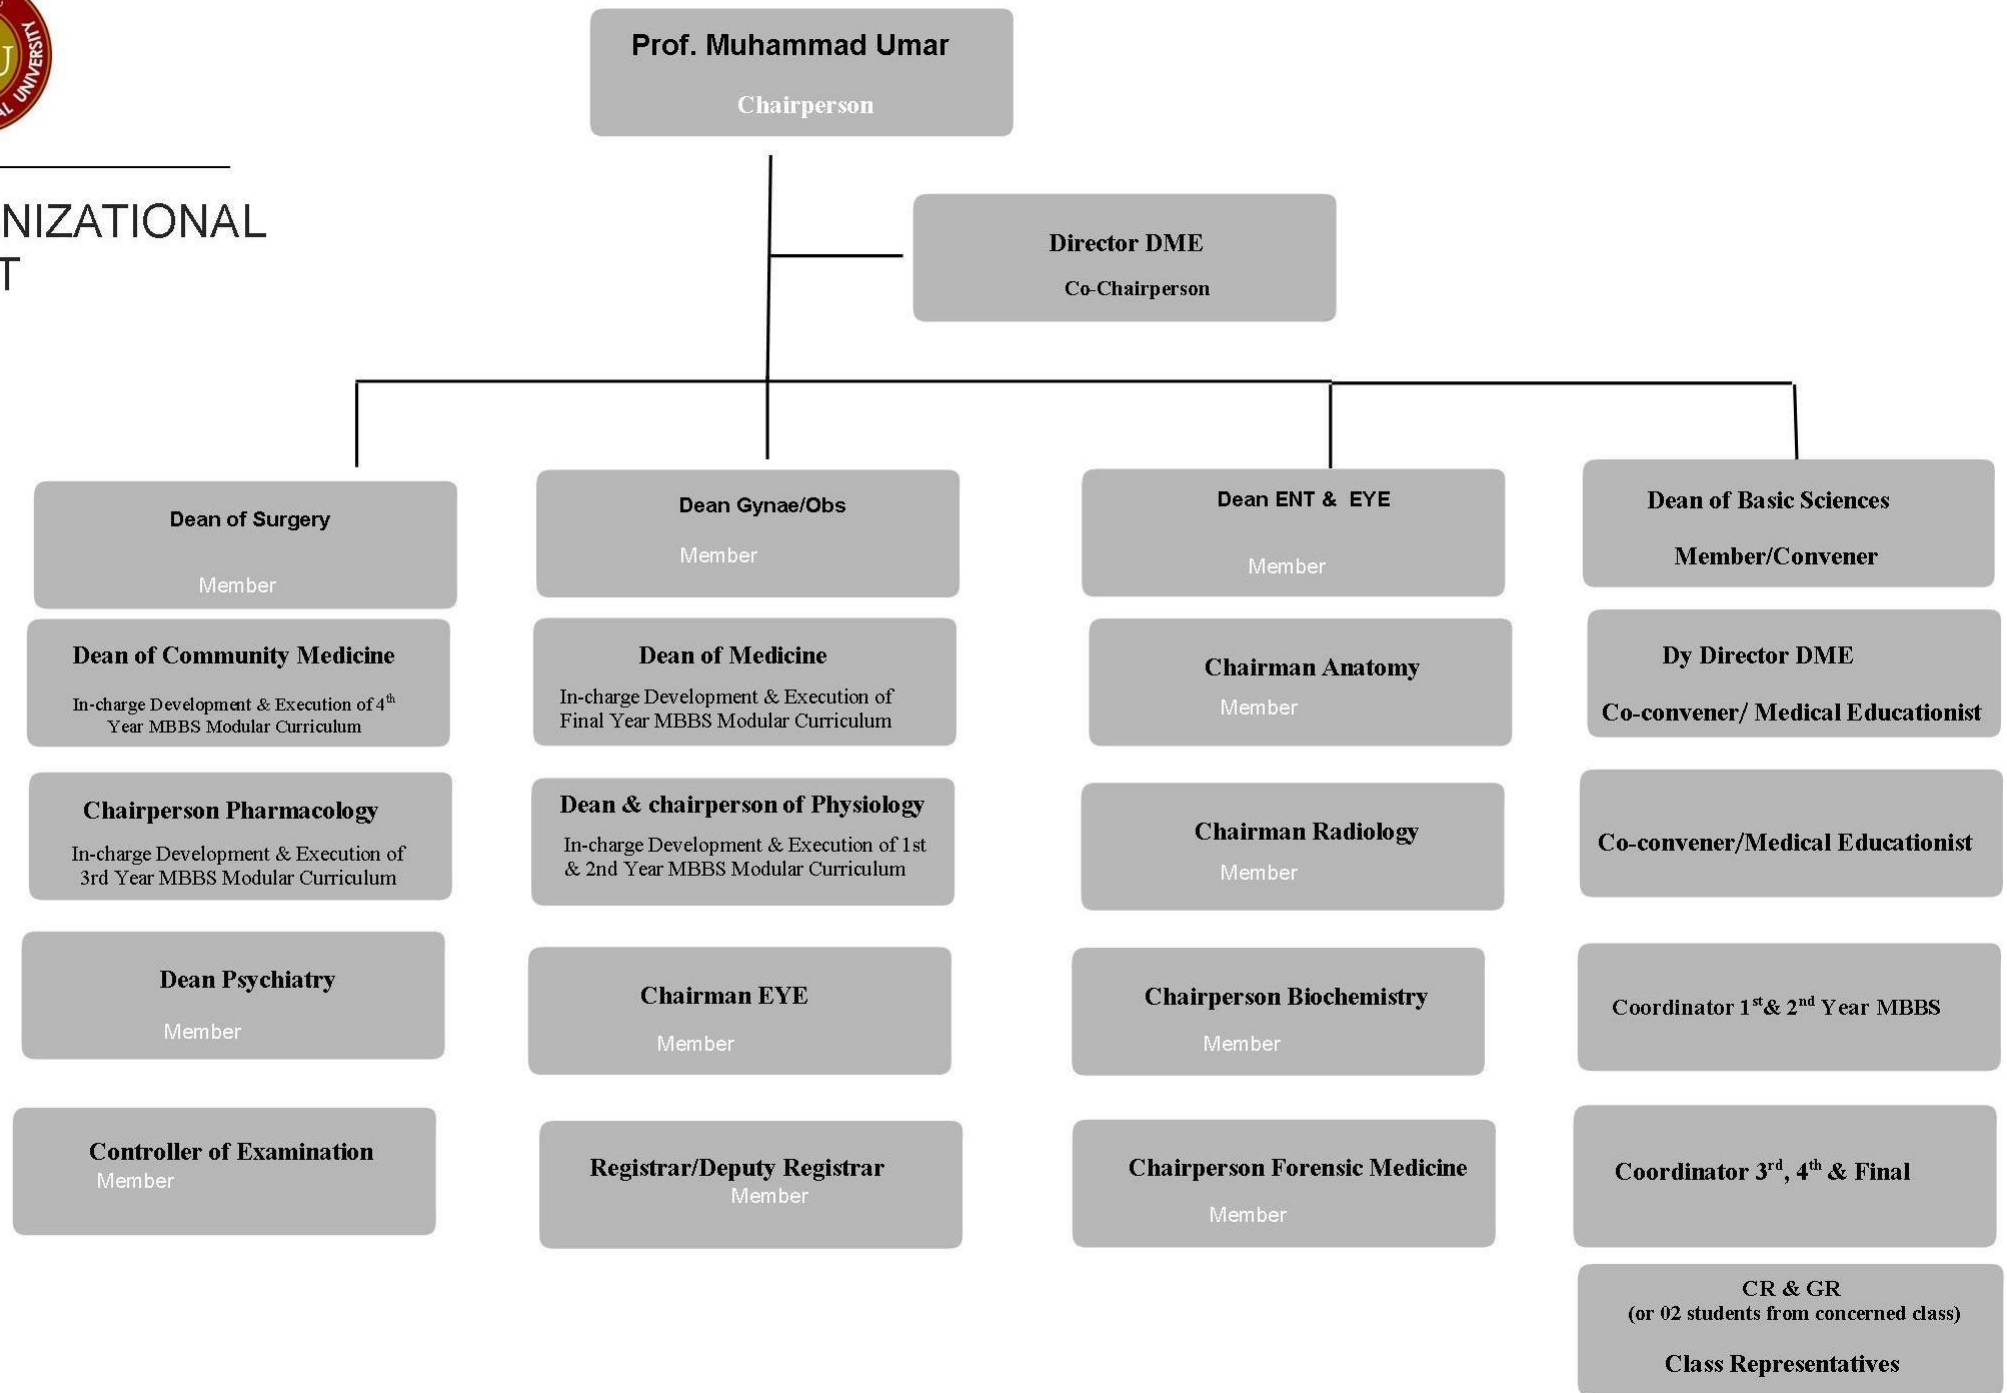 UNIVERSITY
NIZATIONAL
T
Prof. Muhammad Umar
Chairperson
Director DME
Co-Chairperson
Dean of Surgery
Member
Dean of Community Medicine
In-charge Development & Execution of 4th
Year MBBS Modular Curriculum
Chairperson Pharmacology
In-charge Development & Execution of
3rd Year MBBS Modular Curriculum
Dean Psychiatry
Member
Controller of Examination
Member
Dean Gynae/Obs
Member
Dean of Medicine
In-charge Development & Execution of
Final Year MBBS Modular Curriculum
Dean & chairperson of Physiology
In-charge Development & Execution of 1st
& 2nd Year MBBS Modular Curriculum
Chairman EYE
Member
Registrar/Deputy Registrar
Member
Dean ENT & EYE
Member
Chairman Anatomy
Member
Chairman Radiology
Member
Chairperson Biochemistry
Member
Chairperson Forensic Medicine
Member
Dean of Basic Sciences
Member/Convener
Dy Director DME
Co-convener/ Medical Educationist
Co-convener/Medical Educationist
Coordinator 1st& 2nd Year MBBS
Coordinator 3rd, 4th & Final
CR & GR
(or 02 students from concerned class)
Class Representatives